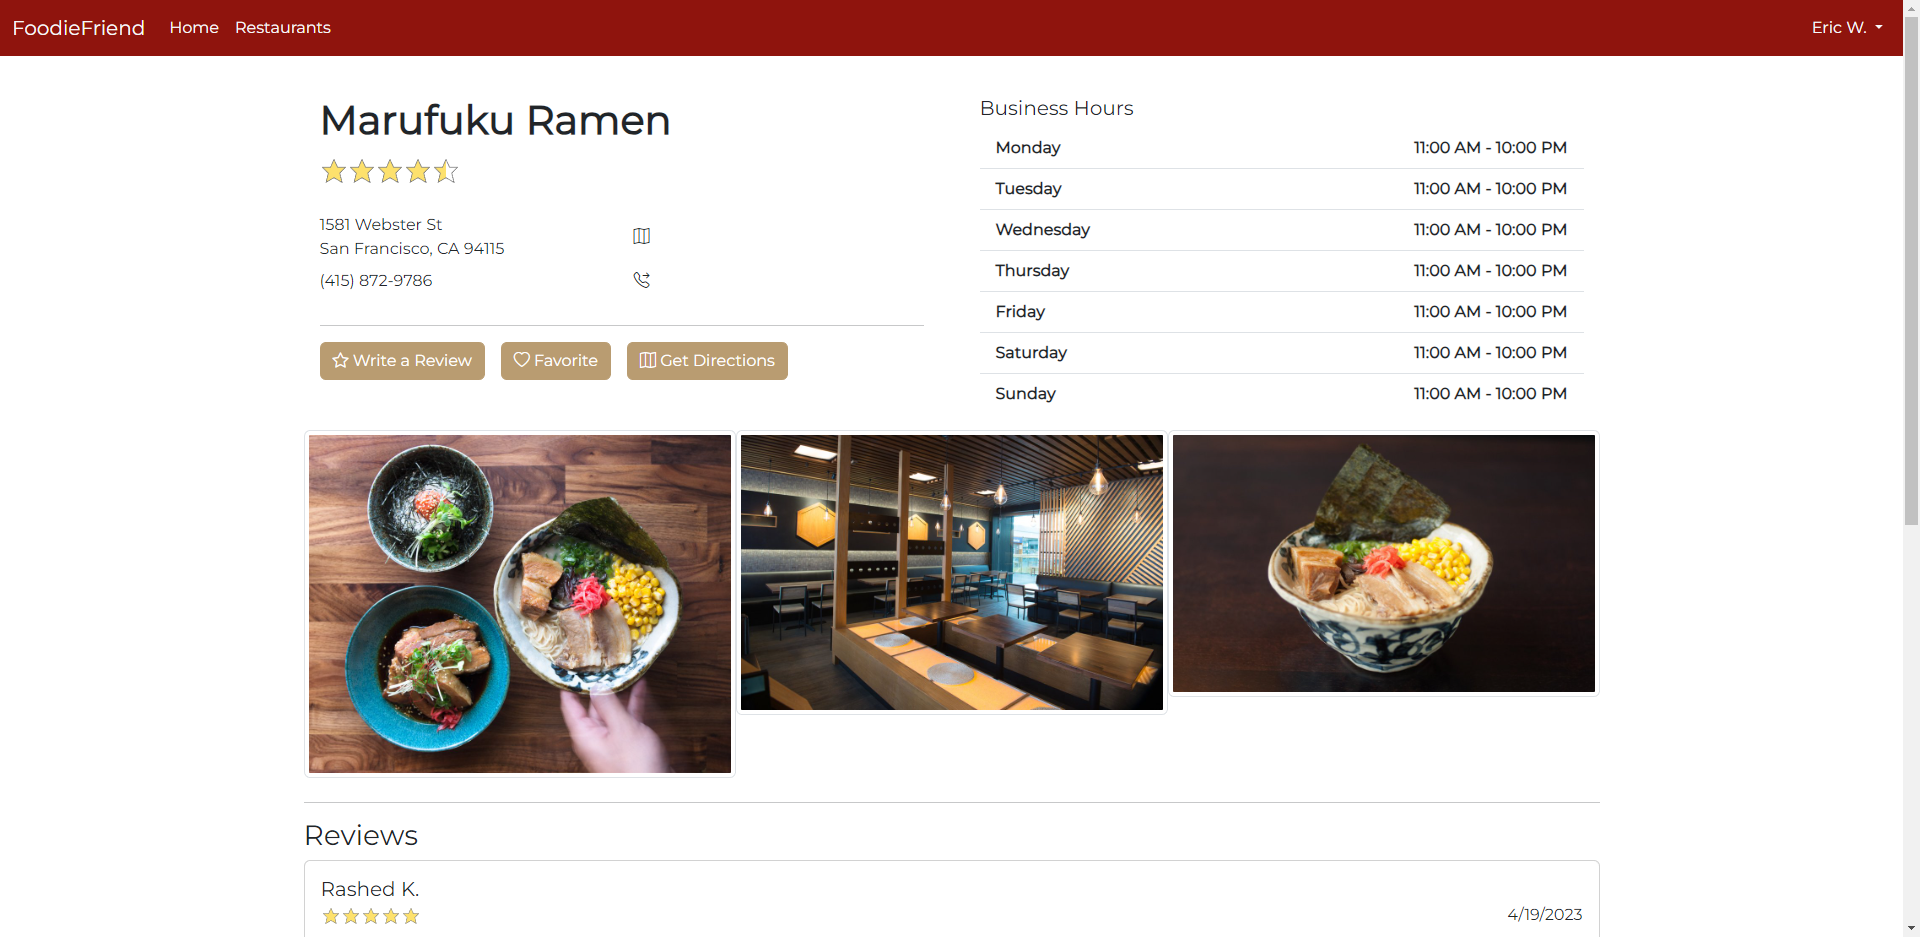 FoodieFriend Home Restaurants Eric W.
Marufuku Ramen
1581 Webster St
San Francisco, CA 94115
(415) 872-9786
Write a Review Favorite Get Directions
Business Hours
Monday 11:00 AM - 10:00 PM
Tuesday 11:00 AM - 10:00 PM
Wednesday 11:00 AM - 10:00 PM
Thursday 11:00 AM - 10:00 PM
Friday 11:00 AM - 10:00 PM
Saturday 11:00 AM - 10:00 PM
Sunday 11:00 AM - 10:00 PM
Reviews
Rashed K.
4/19/2023